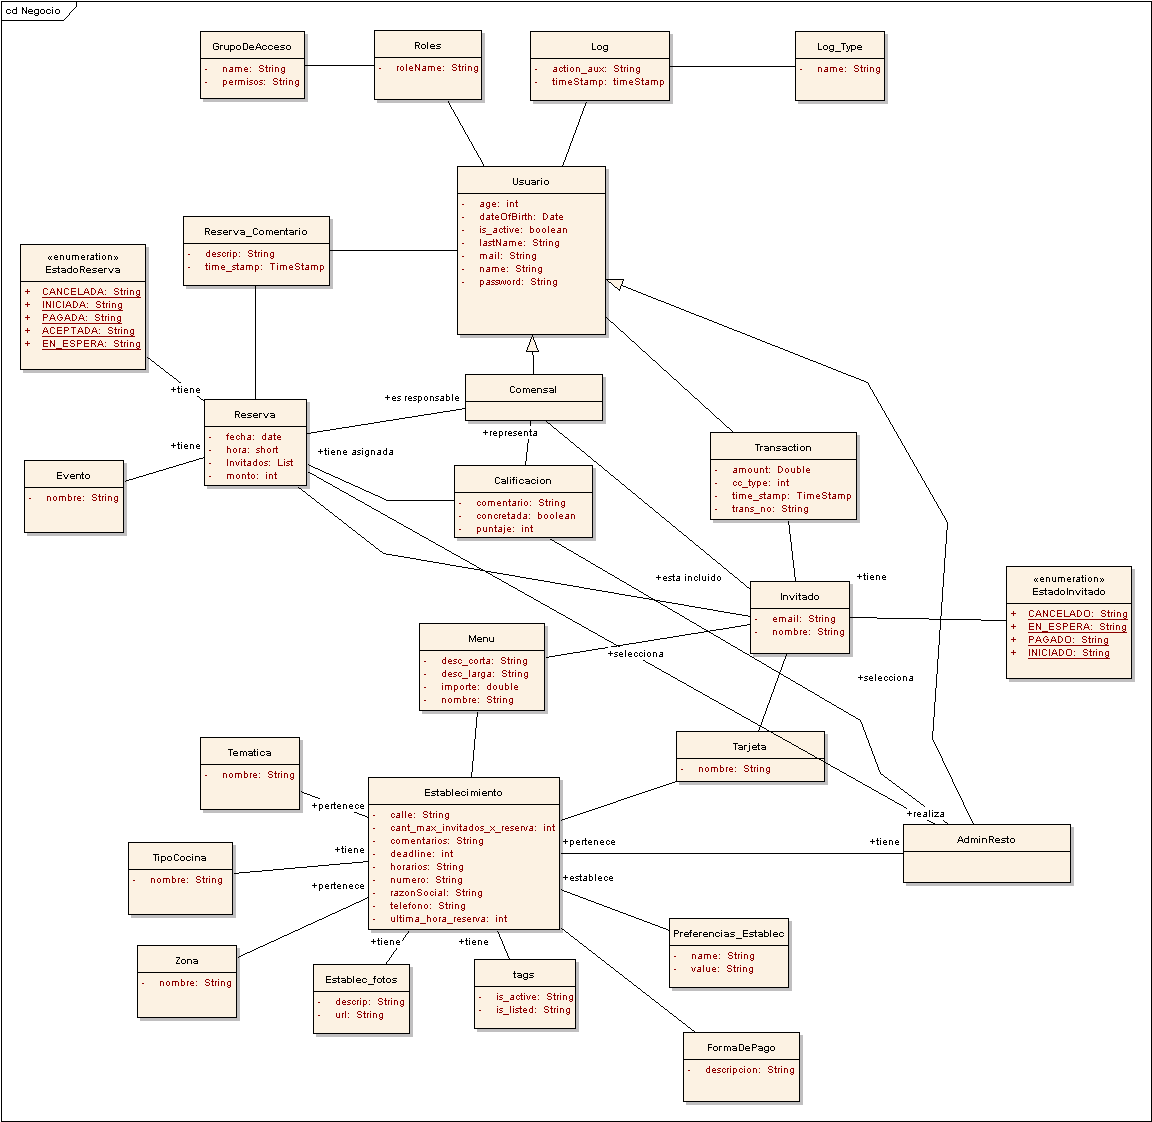 cd Negocio
GrupoDeAcceso
- name: String
- permisos: String
Roles
- roleName: String
Log
- action_aux: String
- timeStamp: timeStamp
Log_Type
- name: String
Usuario
- age: int
- dateOfBirth: Date
- is_active: boolean
- lastName: String
- mail: String
- name: String
- password: String
Reserva_Comentario
- descrip: String
- time_stamp: TimeStamp
«enumeration»
EstadoReserva
+ CANCELADA: String
+ INICIADA: String
+ PAGADA: String
+ ACEPTADA: String
+ EN_ESPERA: String
+tiene
Reserva
- fecha: date
- hora: short
- Invitados: List
- monto: int
+tiene
Evento
- nombre: String
Comensal
+es responsable
+representa
+tiene asignada
Calificacion
- comentario: String
- concretada: boolean
- puntaje: int
Transaction
- amount: Double
- cc_type: int
- time_stamp: TimeStamp
- trans_no: String
+esta incluido
+tiene
Invitado
- email: String
- nombre: String
«enumeration»
EstadoInvitado
+ CANCELADO: String
+ EN_ESPERA: String
+ PAGADO: String
+ INICIADO: String
Menu
- desc_corta: String
- desc_larga: String
- importe: double
- nombre: String
+selecciona
+selecciona
Tematica
- nombre: String
Tarjeta
- nombre: String
Establecimiento
- calle: String
- cant_max_invitados_x_reserva: int
- comentarios: String
- deadline: int
- horarios: String
- numero: String
- razonSocial: String
- telefono: String
- ultima_hora_reserva: int
+pertenece
+tiene
+pertenece
+pertenece
+tiene
+realiza
AdminResto
+establece
TipoCocina
- nombre: String
Zona
- nombre: String
+tiene
+tiene
Establec_fotos
- descrip: String
- url: String
tags
- is_active: String
- is_listed: String
Preferencias_Establec
- name: String
- value: String
FormaDePago
- descripcion: String